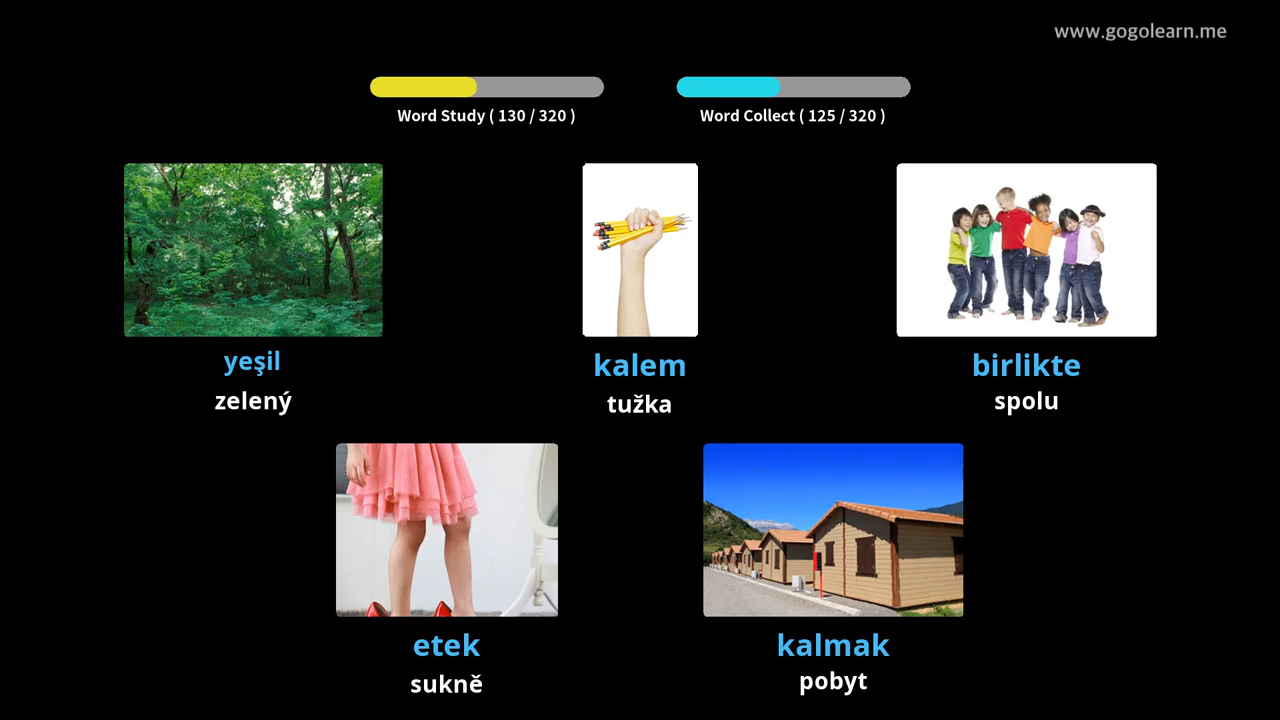 www.gogolearn.me
Word Study ( 130 / 320 )
Word Collect ( 125 / 320 )
yeşil
zelený
kalem
tužka
birlikte
spolu
etek
sukně
kalmak
pobyt